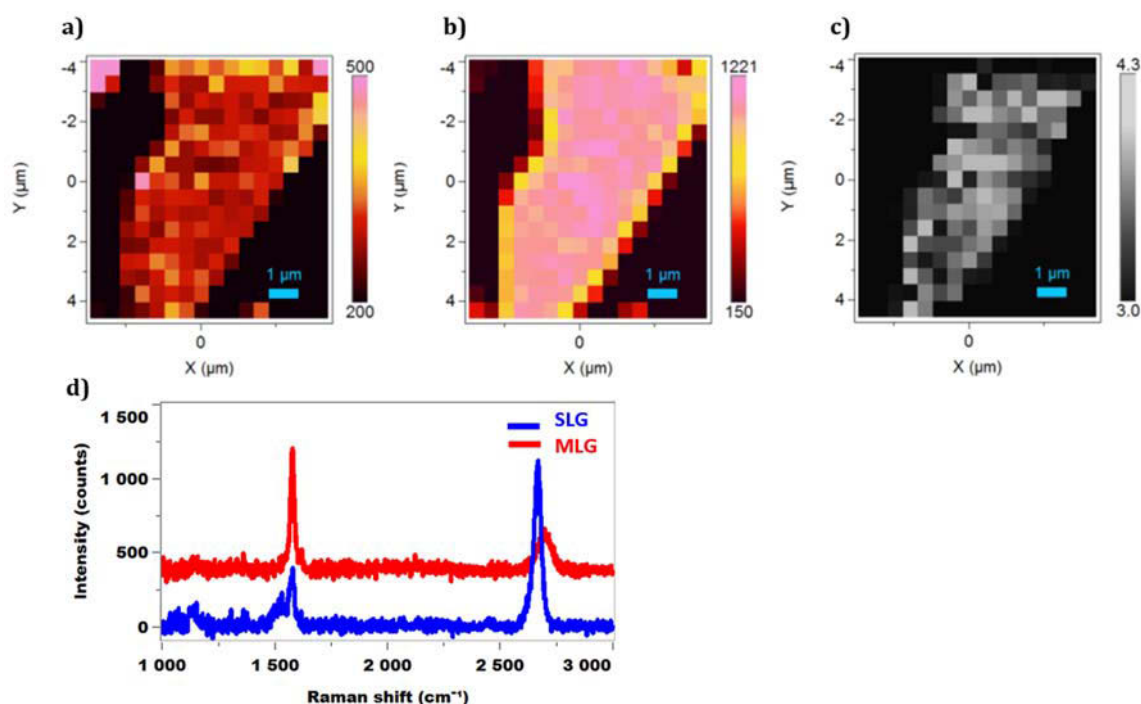 a)
b)
c)
-4
-2
0
2
4
Y (µm)
0
X (µm)
1 µm
500
200
-4
-2
0
2
4
Y (µm)
0
X (µm)
1 µm
1221
150
-4
-2
0
2
4
Y (µm)
0
X (µm)
1 µm
4.3
3.0
d)
1 500
1 000
500
0
Intensity (counts)
SLG
MLG
1 000
1 500
2 000
2 500
3 000
Raman shift (cm⁻¹)